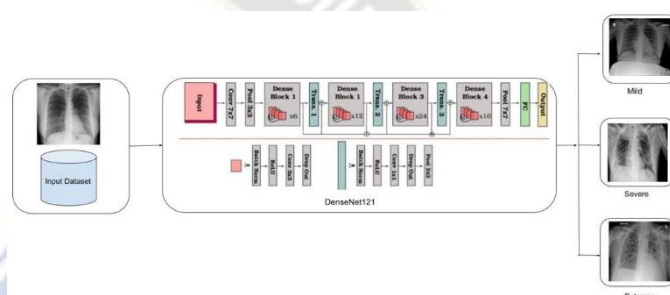 Input Dataset
Input
Conv 7x7
Pool 3x3
Dense
Block 1
x6
Trans. 1
Dense
Block 1
x12
Trans. 2
Dense
Block 3
x24
Trans. 3
Dense
Block 4
x16
Pool 7x7
FC
Output
Batch Norm
ReLU
Conv 3x3
Drop Out
Batch Norm
ReLU
Conv 1x1
Drop Out
Pool 2x2
DenseNet121
Mild
Severe